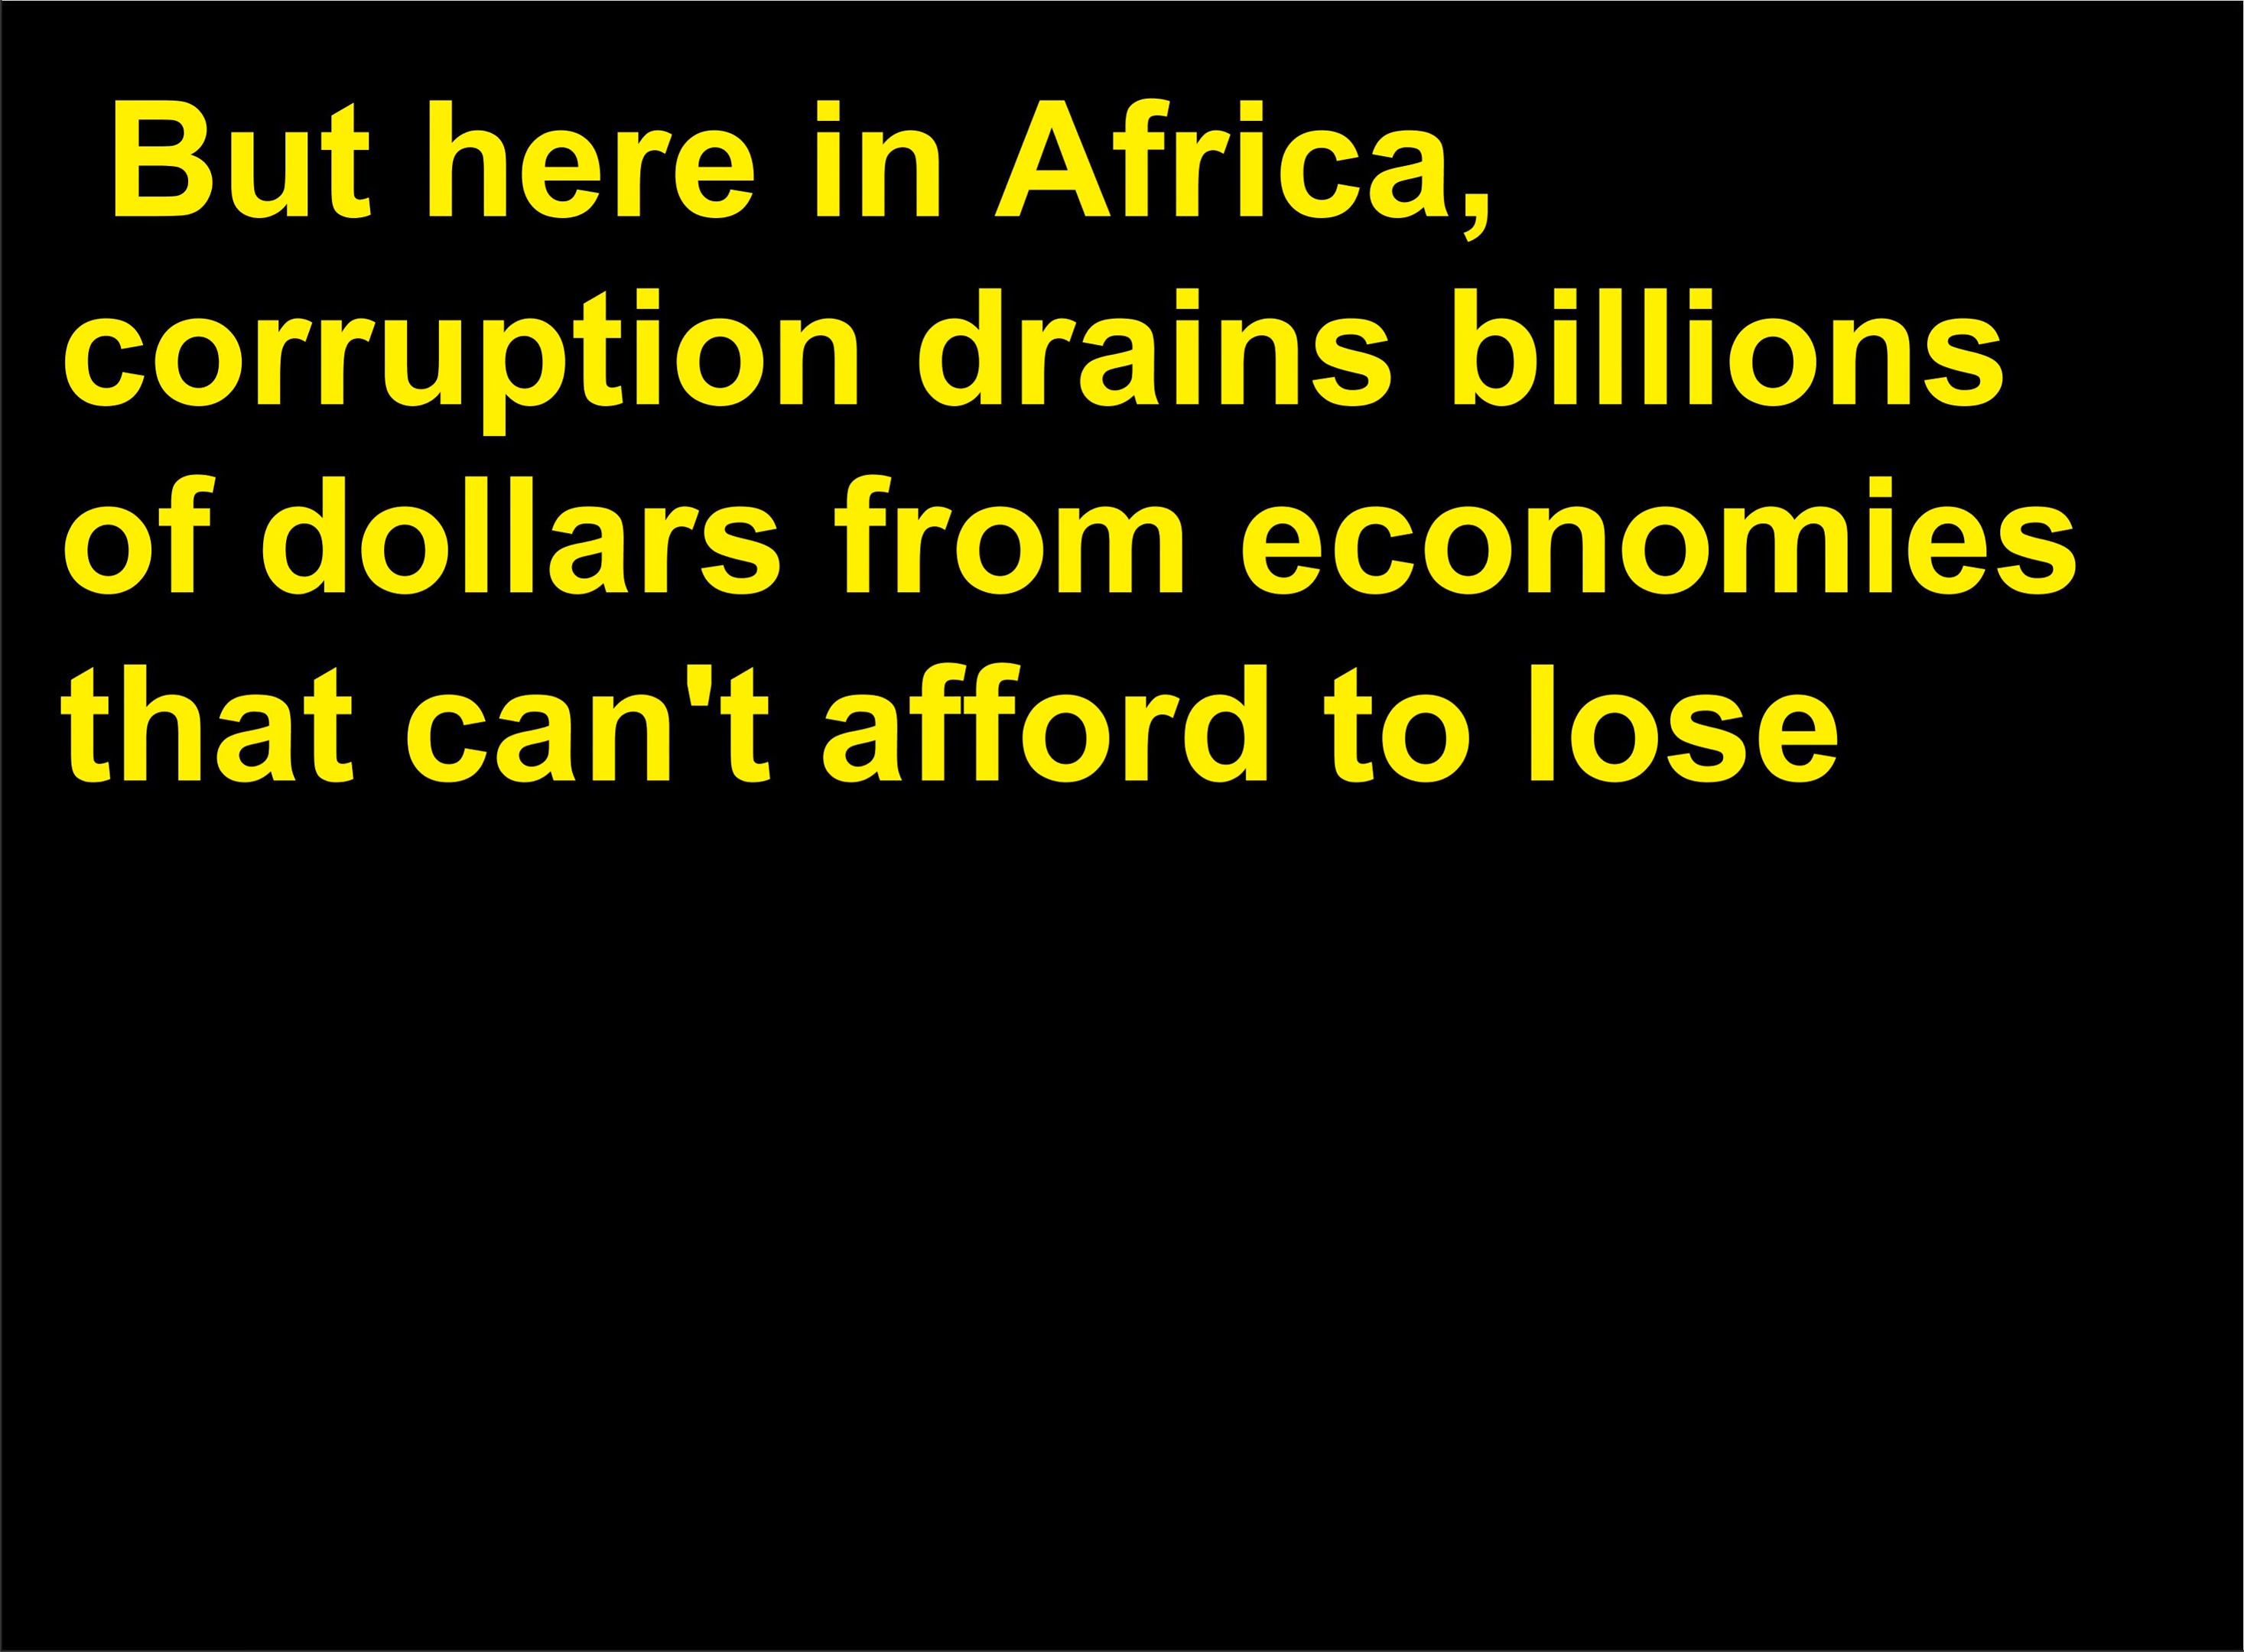 But here in Africa,
corruption drains billions
of dollars from economies
that can't afford to lose